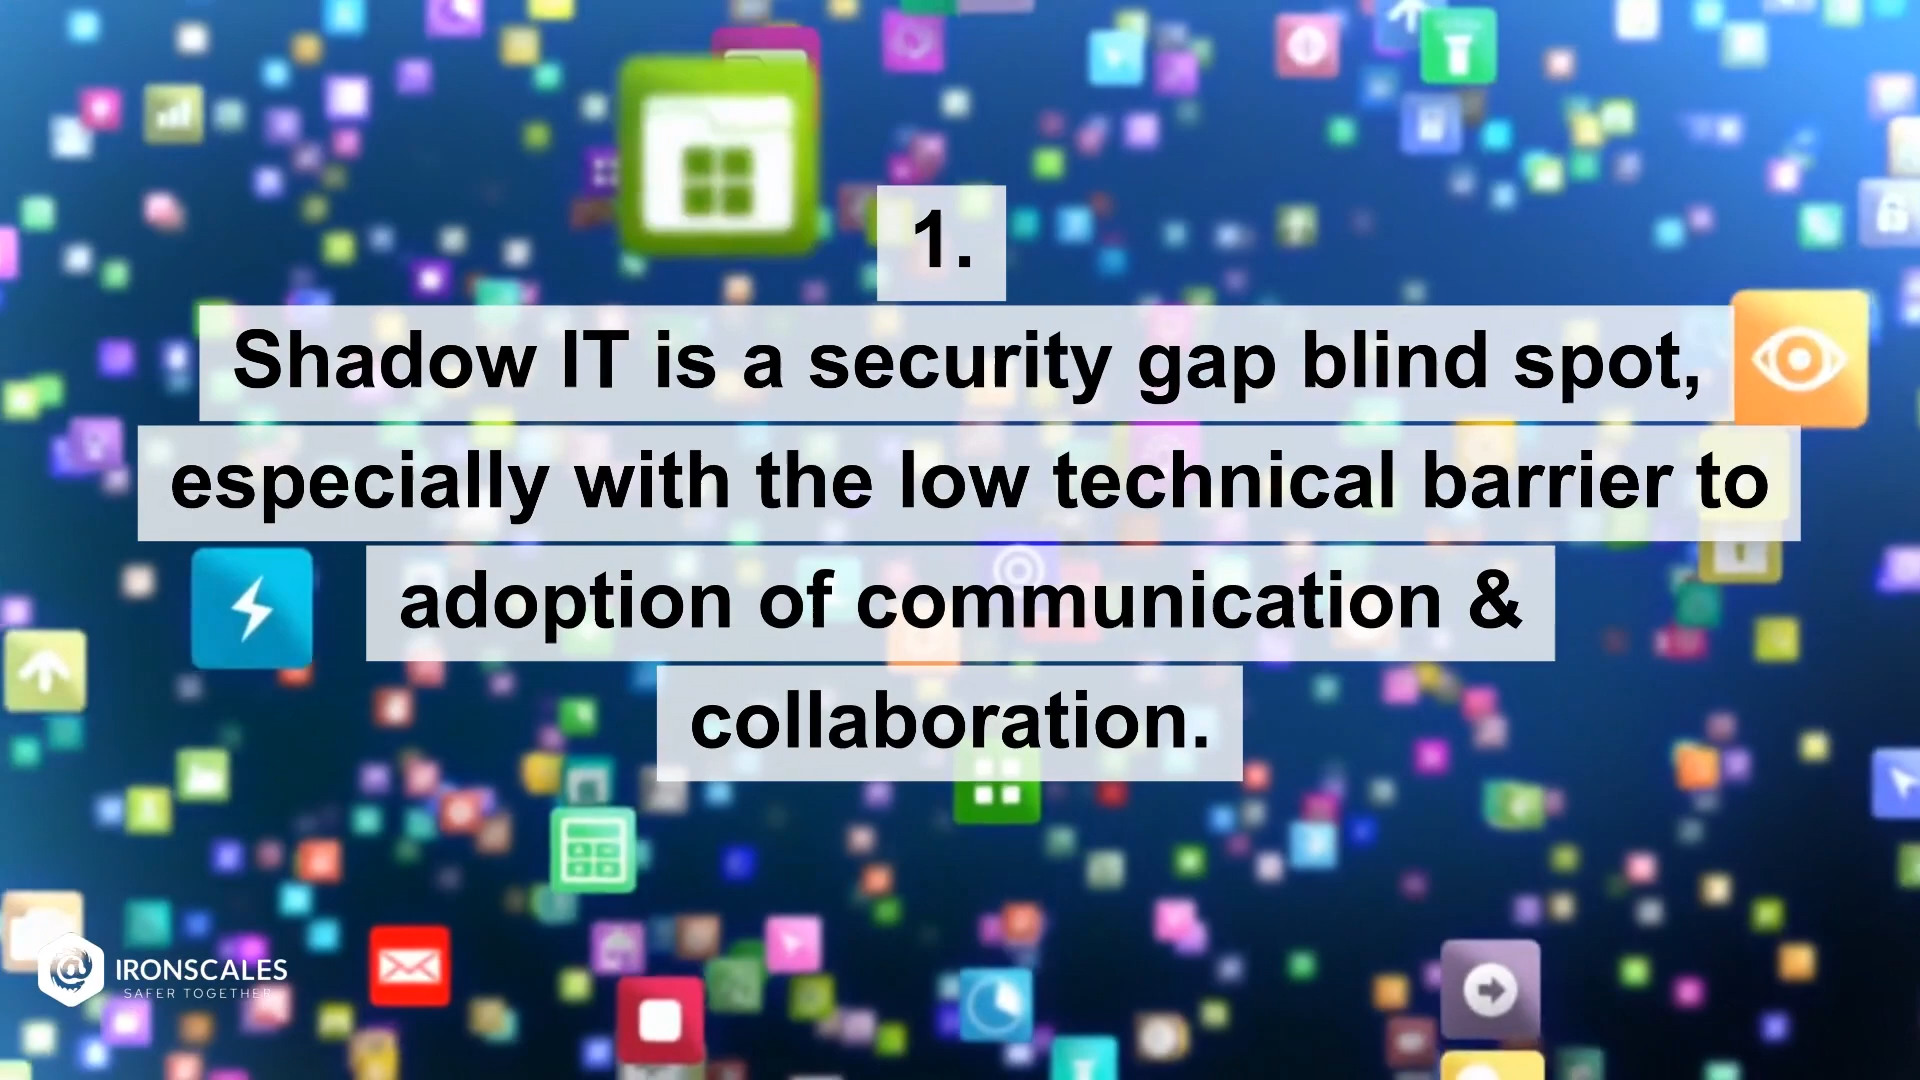 1.
Shadow IT is a security gap blind spot,
especially with the low technical barrier to
adoption of communication &
collaboration.
IRONSCALES
SAFER TOGETHER